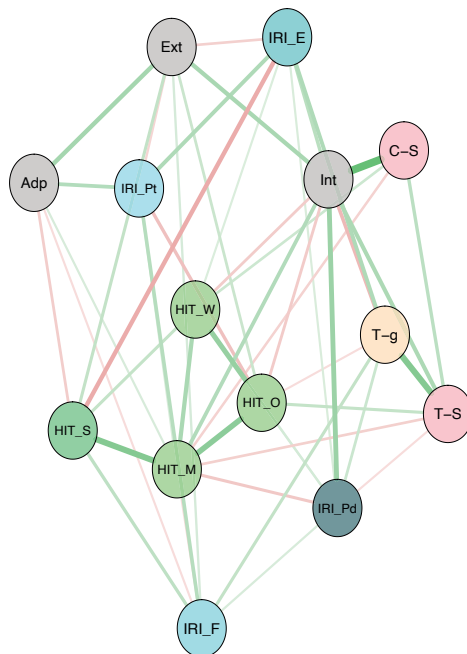 Ext
IRI_E
C−S
Int
Adp
IRI_Pt
HIT_W
T−g
HIT_O
T−S
HIT_S
HIT_M
IRI_Pd
IRI_F